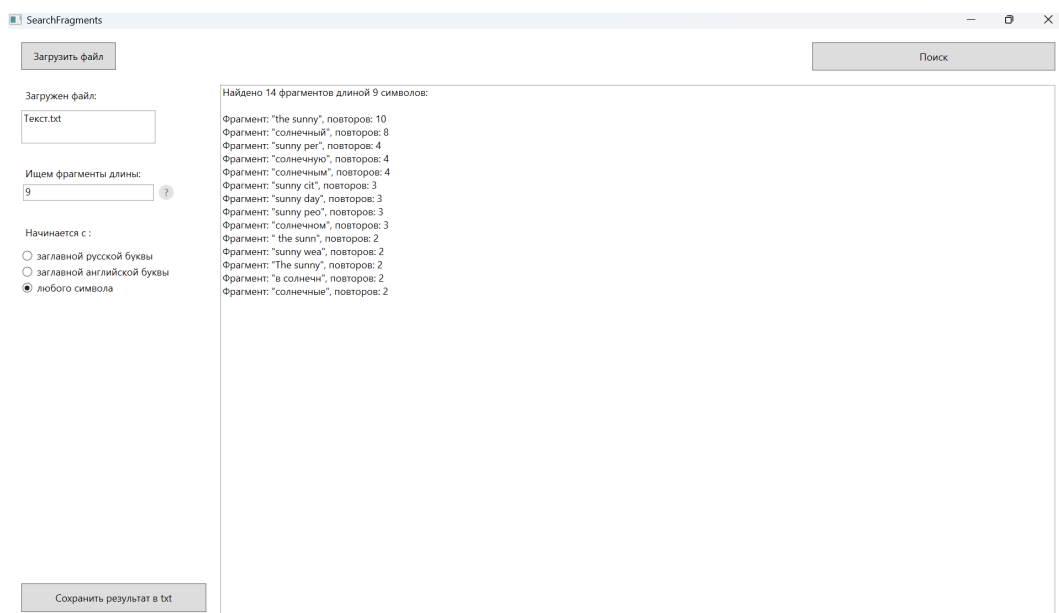 SearchFragments
Загрузить файл
Поиск
Загружен файл:
Текст.txt
Ищем фрагменты длины:
9
?
Начинается с :
заглавной русской буквы
заглавной английской буквы
любого символа
Найдено 14 фрагментов длиной 9 символов:
Фрагмент: "the sunny", повторов: 10
Фрагмент: "солнечный", повторов: 8
Фрагмент: "sunny per", повторов: 4
Фрагмент: "солнечную", повторов: 4
Фрагмент: "солнечным", повторов: 4
Фрагмент: "sunny cit", повторов: 3
Фрагмент: "sunny day", повторов: 3
Фрагмент: "sunny peo", повторов: 3
Фрагмент: "солнечном", повторов: 3
Фрагмент: " the sunn", повторов: 2
Фрагмент: "sunny wea", повторов: 2
Фрагмент: "The sunny", повторов: 2
Фрагмент: "в солнечн", повторов: 2
Фрагмент: "солнечные", повторов: 2
Сохранить результат в txt